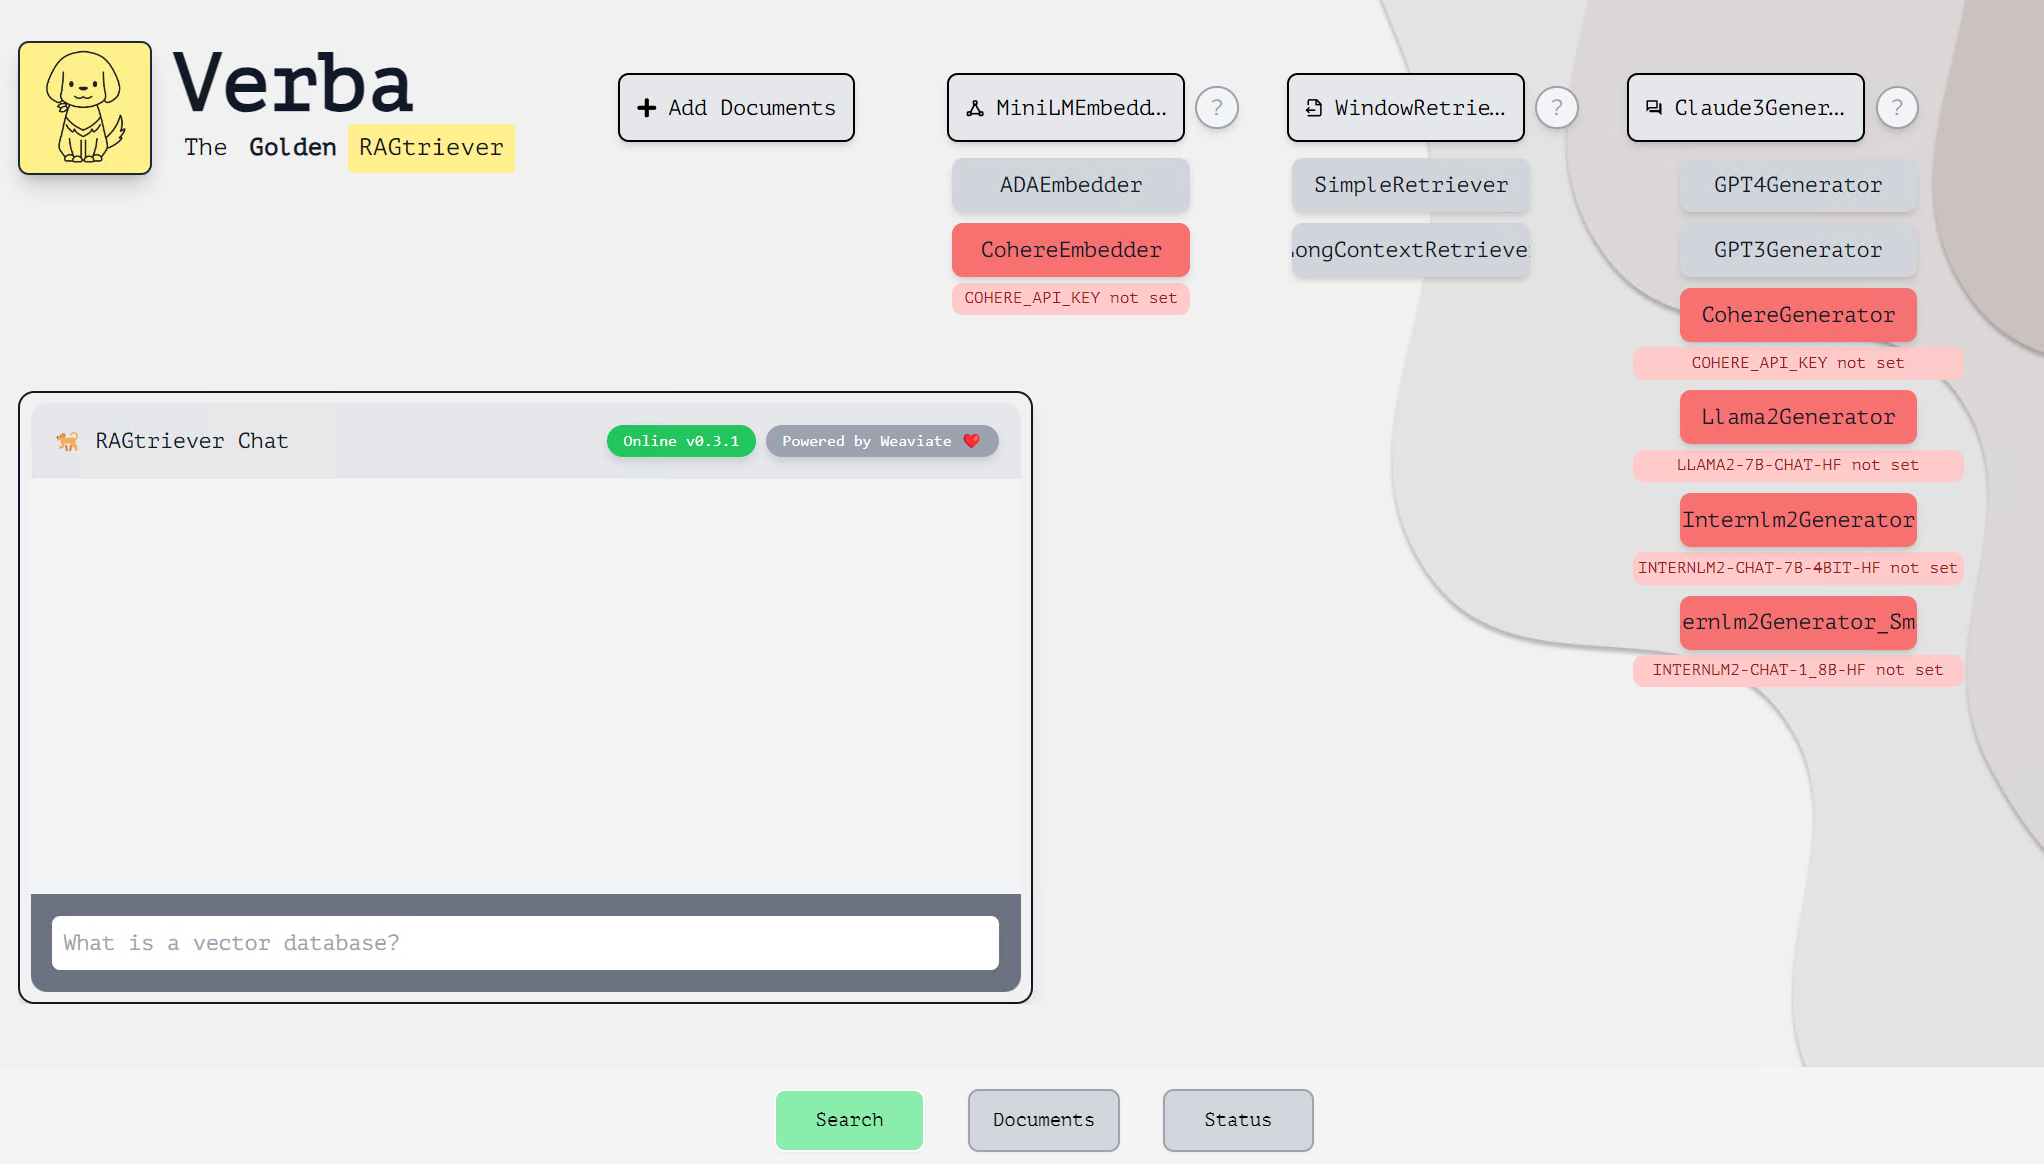 Verba
The Golden RAGtriever
Add Documents
MiniLMEmbedd...
?
ADAEmbedder
CohereEmbedder
COHERE_API_KEY not set
WindowRetrie...
?
SimpleRetriever
ongContextRetrieve
Claude3Gener...
?
GPT4Generator
GPT3Generator
CohereGenerator
COHERE_API_KEY not set
Llama2Generator
LLAMA2-7B-CHAT-HF not set
Internlm2Generator
INTERNLM2-CHAT-7B-4BIT-HF not set
ernlm2Generator_Sm
INTERNLM2-CHAT-1_8B-HF not set
RAGtriever Chat
Online v0.3.1
Powered by Weaviate ❤️
What is a vector database?
Search
Documents
Status